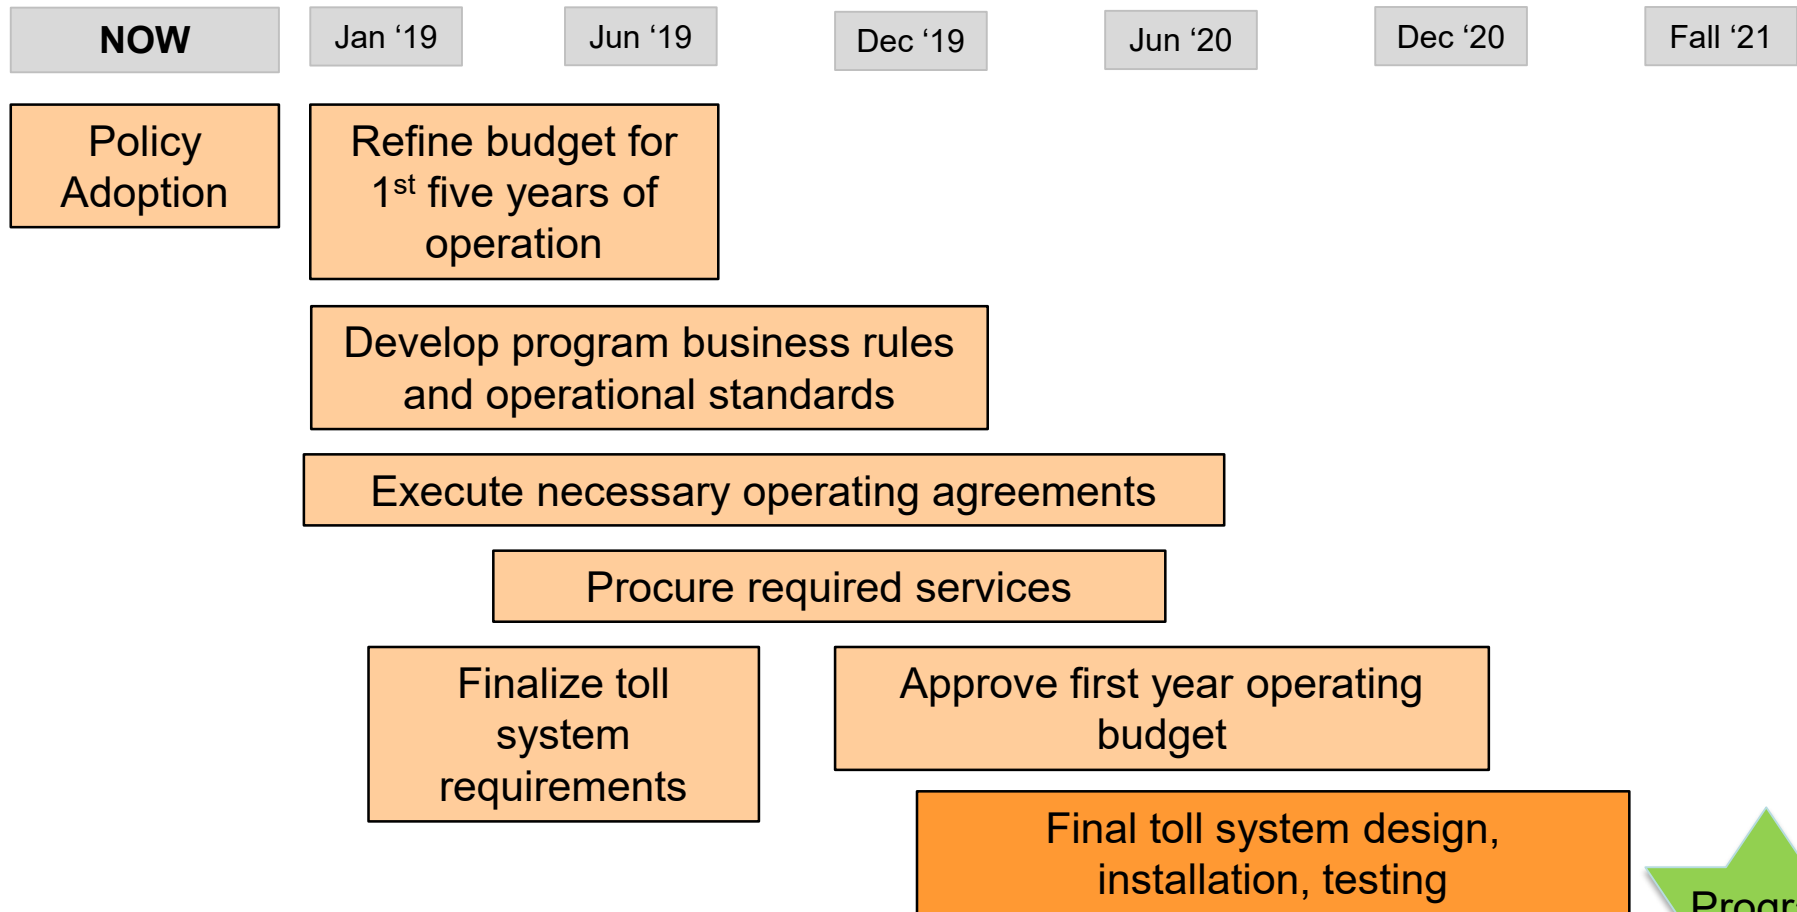 NOW
Jan ‘19
Jun ‘19
Dec ‘19
Jun ‘20
Dec ‘20
Fall ‘21
Policy
Adoption
Refine budget for
1st five years of
operation
Develop program business rules
and operational standards
Execute necessary operating agreements
Procure required services
Finalize toll
system
requirements
Approve first year operating
budget
Final toll system design,
installation, testing